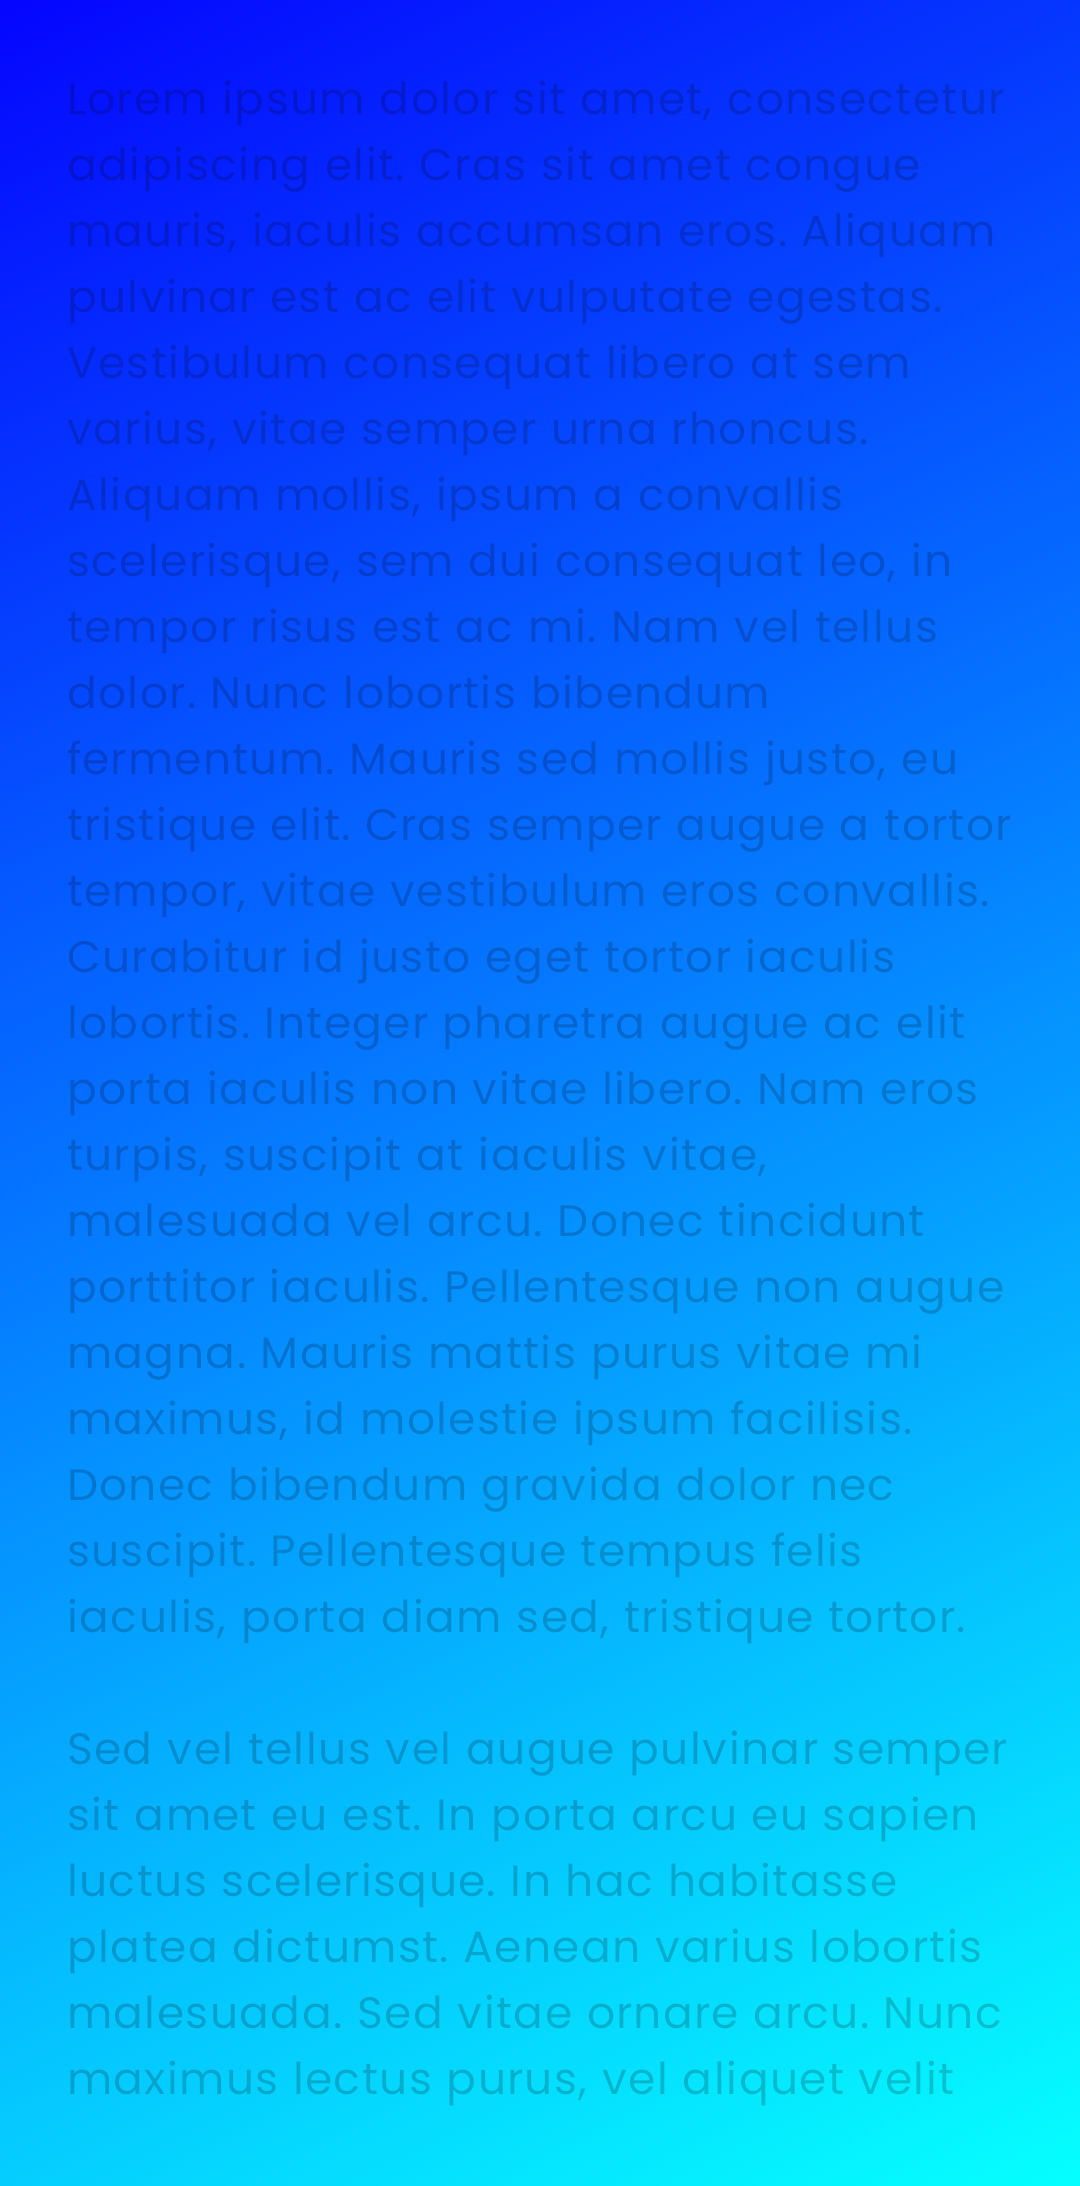 Lorem ipsum dolor sit amet, consectetur
adipiscing elit. Cras sit amet congue
mauris, iaculis accumsan eros. Aliquam
pulvinar est ac elit vulputate egestas.
Vestibulum consequat libero at sem
varius, vitae semper urna rhoncus.
Aliquam mollis, ipsum a convallis
scelerisque, sem dui consequat leo, in
tempor risus est ac mi. Nam vel tellus
dolor. Nunc lobortis bibendum
fermentum. Mauris sed mollis justo, eu
tristique elit. Cras semper augue a tortor
tempor, vitae vestibulum eros convallis.
Curabitur id justo eget tortor iaculis
lobortis. Integer pharetra augue ac elit
porta iaculis non vitae libero. Nam eros
turpis, suscipit at iaculis vitae,
malesuada vel arcu. Donec tincidunt
porttitor iaculis. Pellentesque non augue
magna. Mauris mattis purus vitae mi
maximus, id molestie ipsum facilisis.
Donec bibendum gravida dolor nec
suscipit. Pellentesque tempus felis
iaculis, porta diam sed, tristique tortor.
Sed vel tellus vel augue pulvinar semper
sit amet eu est. In porta arcu eu sapien
luctus scelerisque. In hac habitasse
platea dictumst. Aenean varius lobortis
malesuada. Sed vitae ornare arcu. Nunc
maximus lectus purus, vel aliquet velit